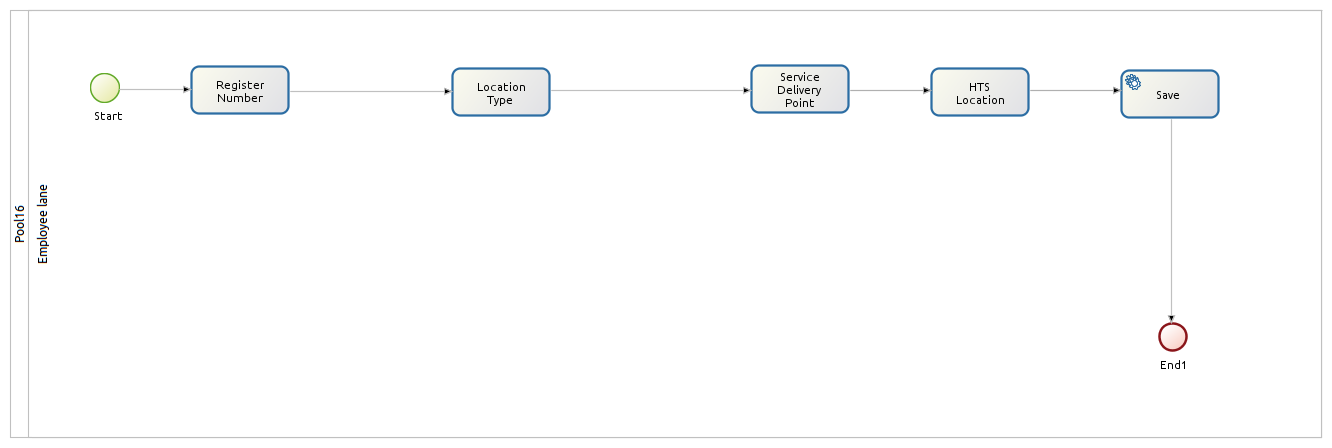 Pool16
Employee lane
Start
Register
Number
Location
Type
Service
Delivery
Point
HTS
Location
Save
End1